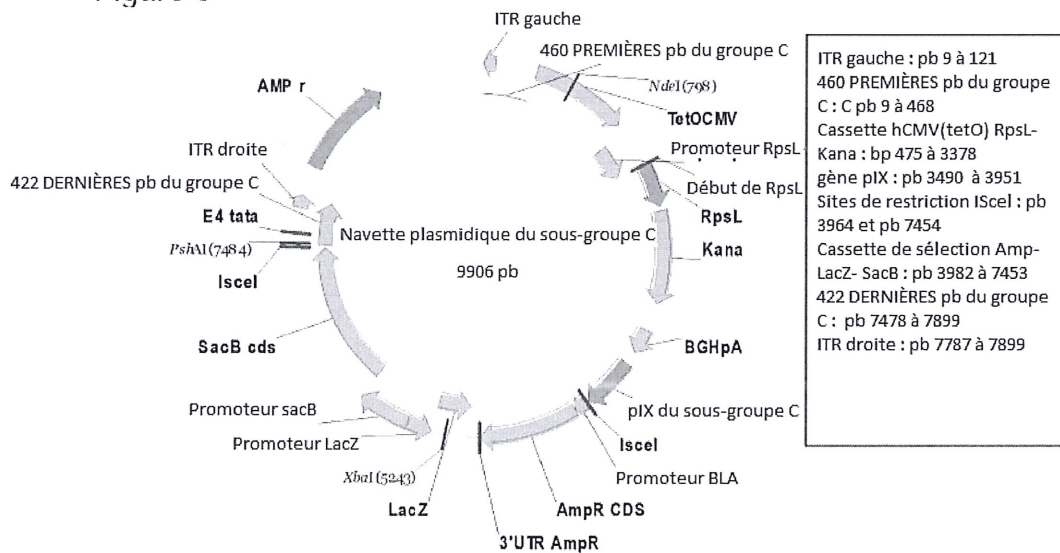 ITR gauche
460 PREMIÈRES pb du groupe C
NdeI (798)
TetOCMV
Promoteur RpsL
Début de RpsL
RpsL
Kana
BGHpA
pIX du sous-groupe C
IsceI
Promoteur BLA
AmpR CDS
3'UTR AmpR
LacZ
XbaI (5243)
Promoteur LacZ
Promoteur sacB
SacB cds
IsceI
PshAI (7484)
E4 tata
422 DERNIÈRES pb du groupe C
ITR droite
AMP r
Navette plasmidique du sous-groupe C
9906 pb
ITR gauche : pb 9 à 121
460 PREMIÈRES pb du groupe
C : C pb 9 à 468
Cassette hCMV(tetO) RpsL-
Kana : bp 475 à 3378
gène pIX : pb 3490 à 3951
Sites de restriction ISceI : pb
3964 et pb 7454
Cassette de sélection Amp-
LacZ- SacB : pb 3982 à 7453
422 DERNIÈRES pb du groupe
C : pb 7478 à 7899
ITR droite : pb 7787 à 7899